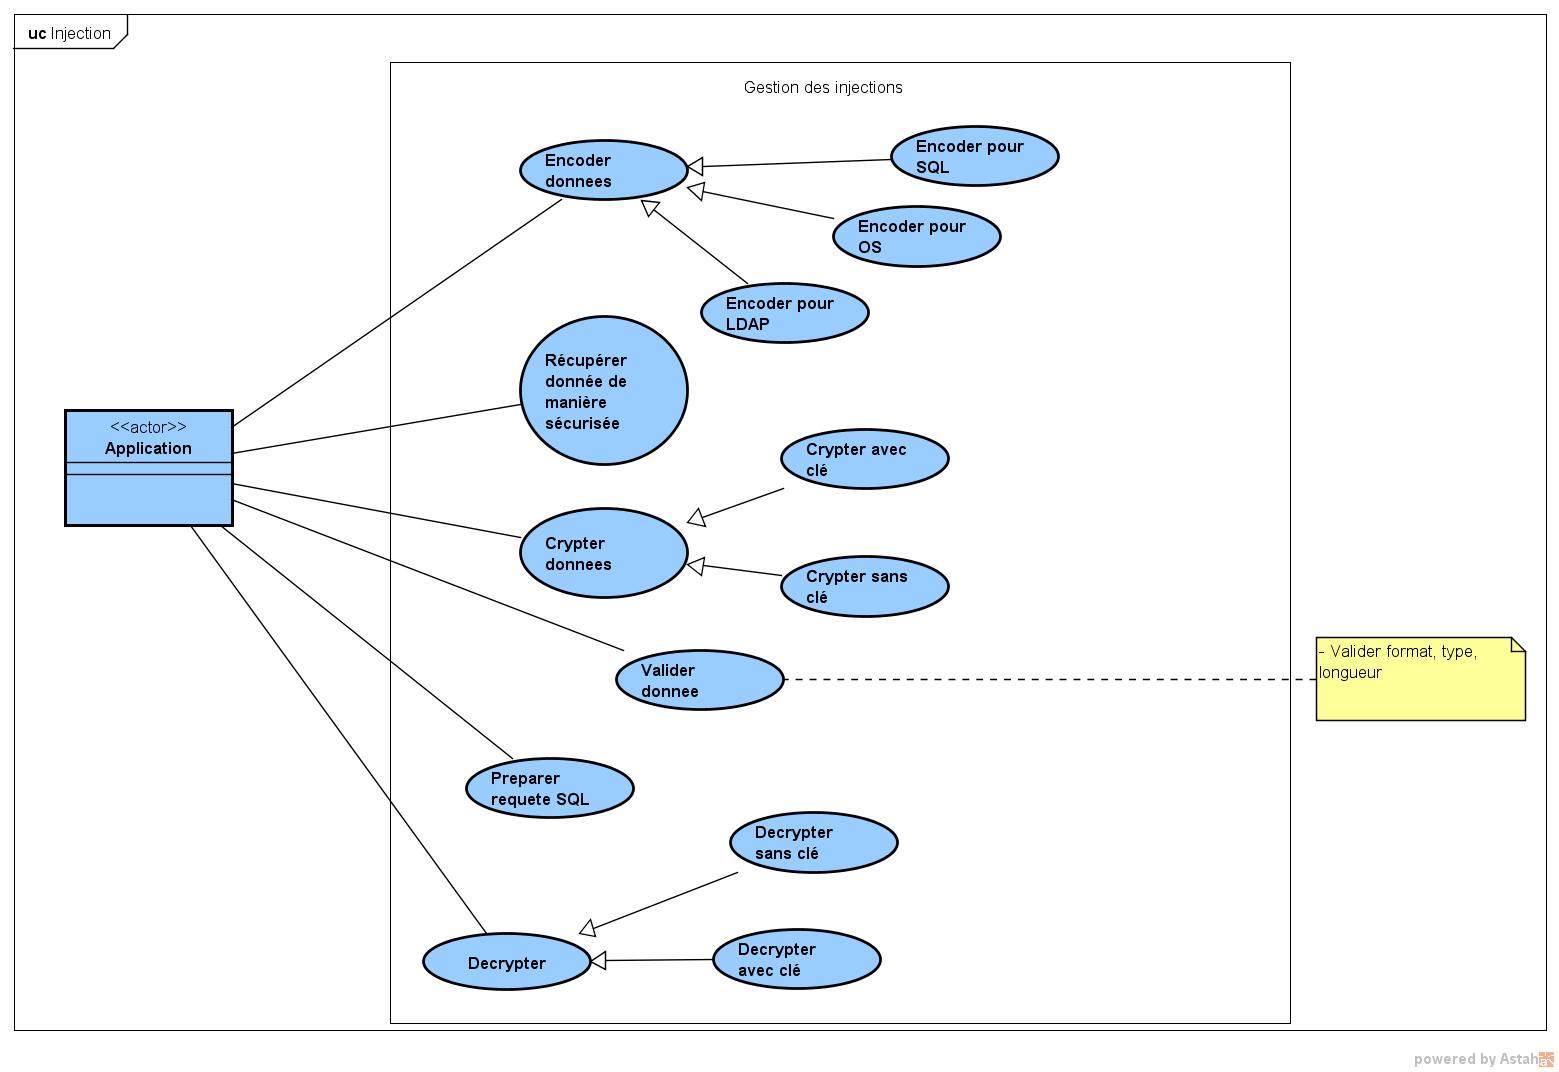 uc Injection
Gestion des injections
Encoder
donnees
Encoder pour
SQL
Encoder pour
OS
Encoder pour
LDAP
Récupérer
donnée de
manière
sécurisée
<<actor>>
Application
Crypter avec
clé
Crypter
donnees
Crypter sans
clé
Valider
donnee
- Valider format, type,
longueur
Preparer
requete SQL
Decrypter
sans clé
Decrypter
Decrypter
avec clé
powered by Astah